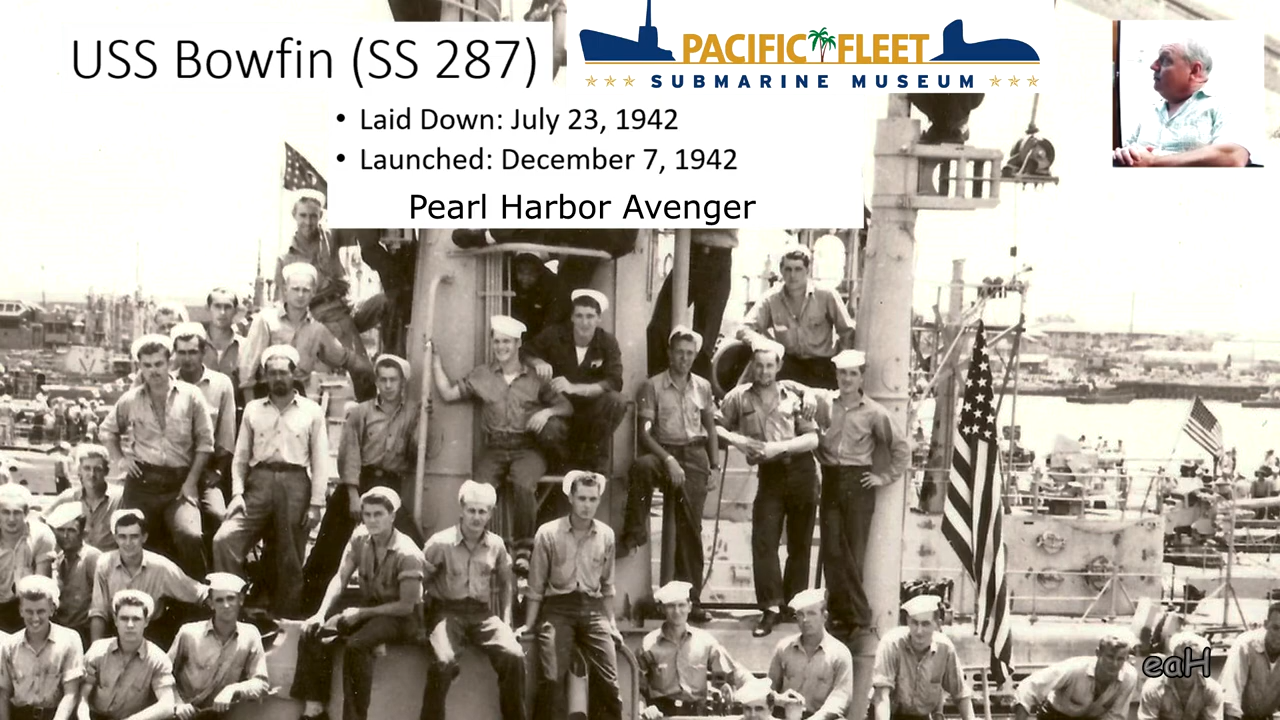 USS Bowfin (SS 287)
PACIFIC FLEET
SUBMARINE MUSEUM
• Laid Down: July 23, 1942
• Launched: December 7, 1942
Pearl Harbor Avenger
eaH